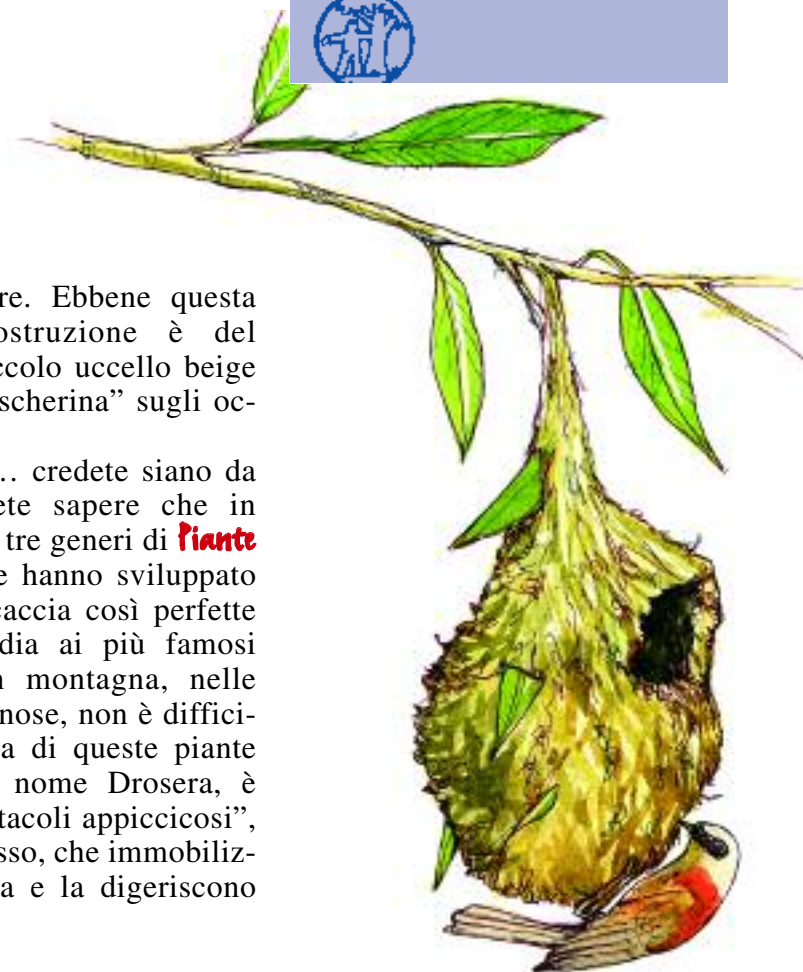 re. Ebbene questa
ostruzione è del
ccolo uccello beige
scherina” sugli oc-
… credete siano da
ete sapere che in
tre generi di Piante
e hanno sviluppato
caccia così perfette
dia ai più famosi
n montagna, nelle
nose, non è diffici-
a di queste piante
nome Drosera, è
tacoli appiccicosi”,
sso, che immobiliz-
a e la digeriscono